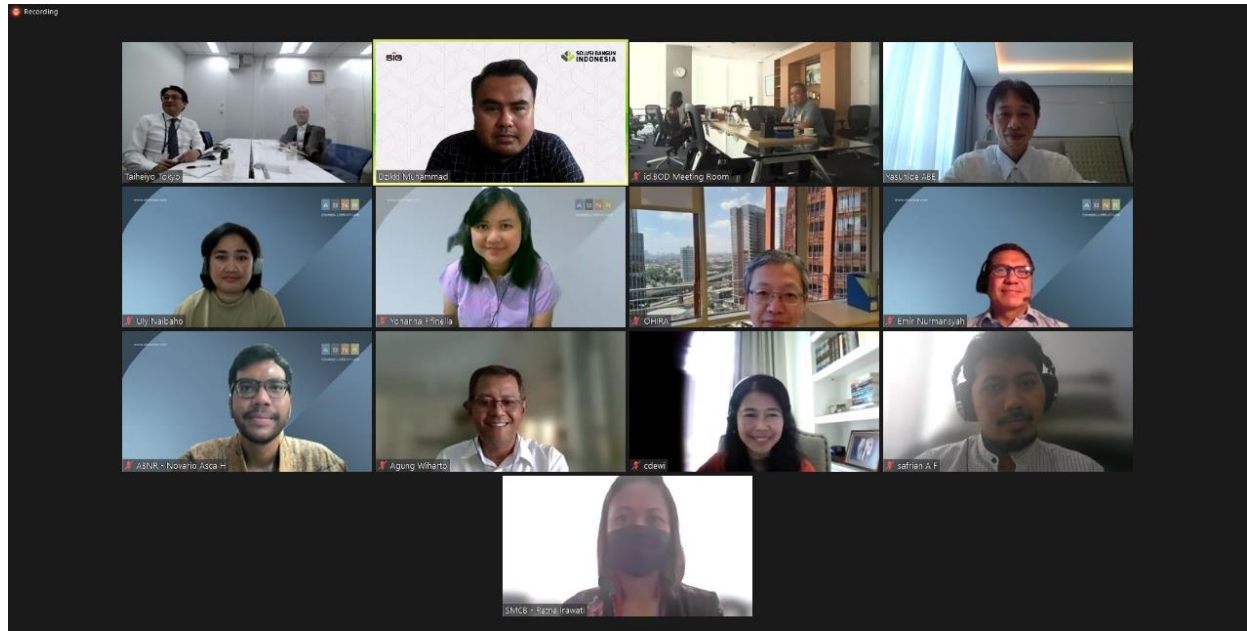 Recording
Taiheiyo Tokyo
SIG
SOLUSI BANGUN
INDONESIA
Dzikki Muhammad
id.BOD Meeting Room
Yasuhide ABE
Uly Naibaho
A B N R
Yohanna Efinella
OHIRA
A B N R
Emir Nurmansyah
A B N R
ABNR - Novario Asca H
Agung Wiharto
cdewi
safrian A F
SMCB - Ratna Irawati